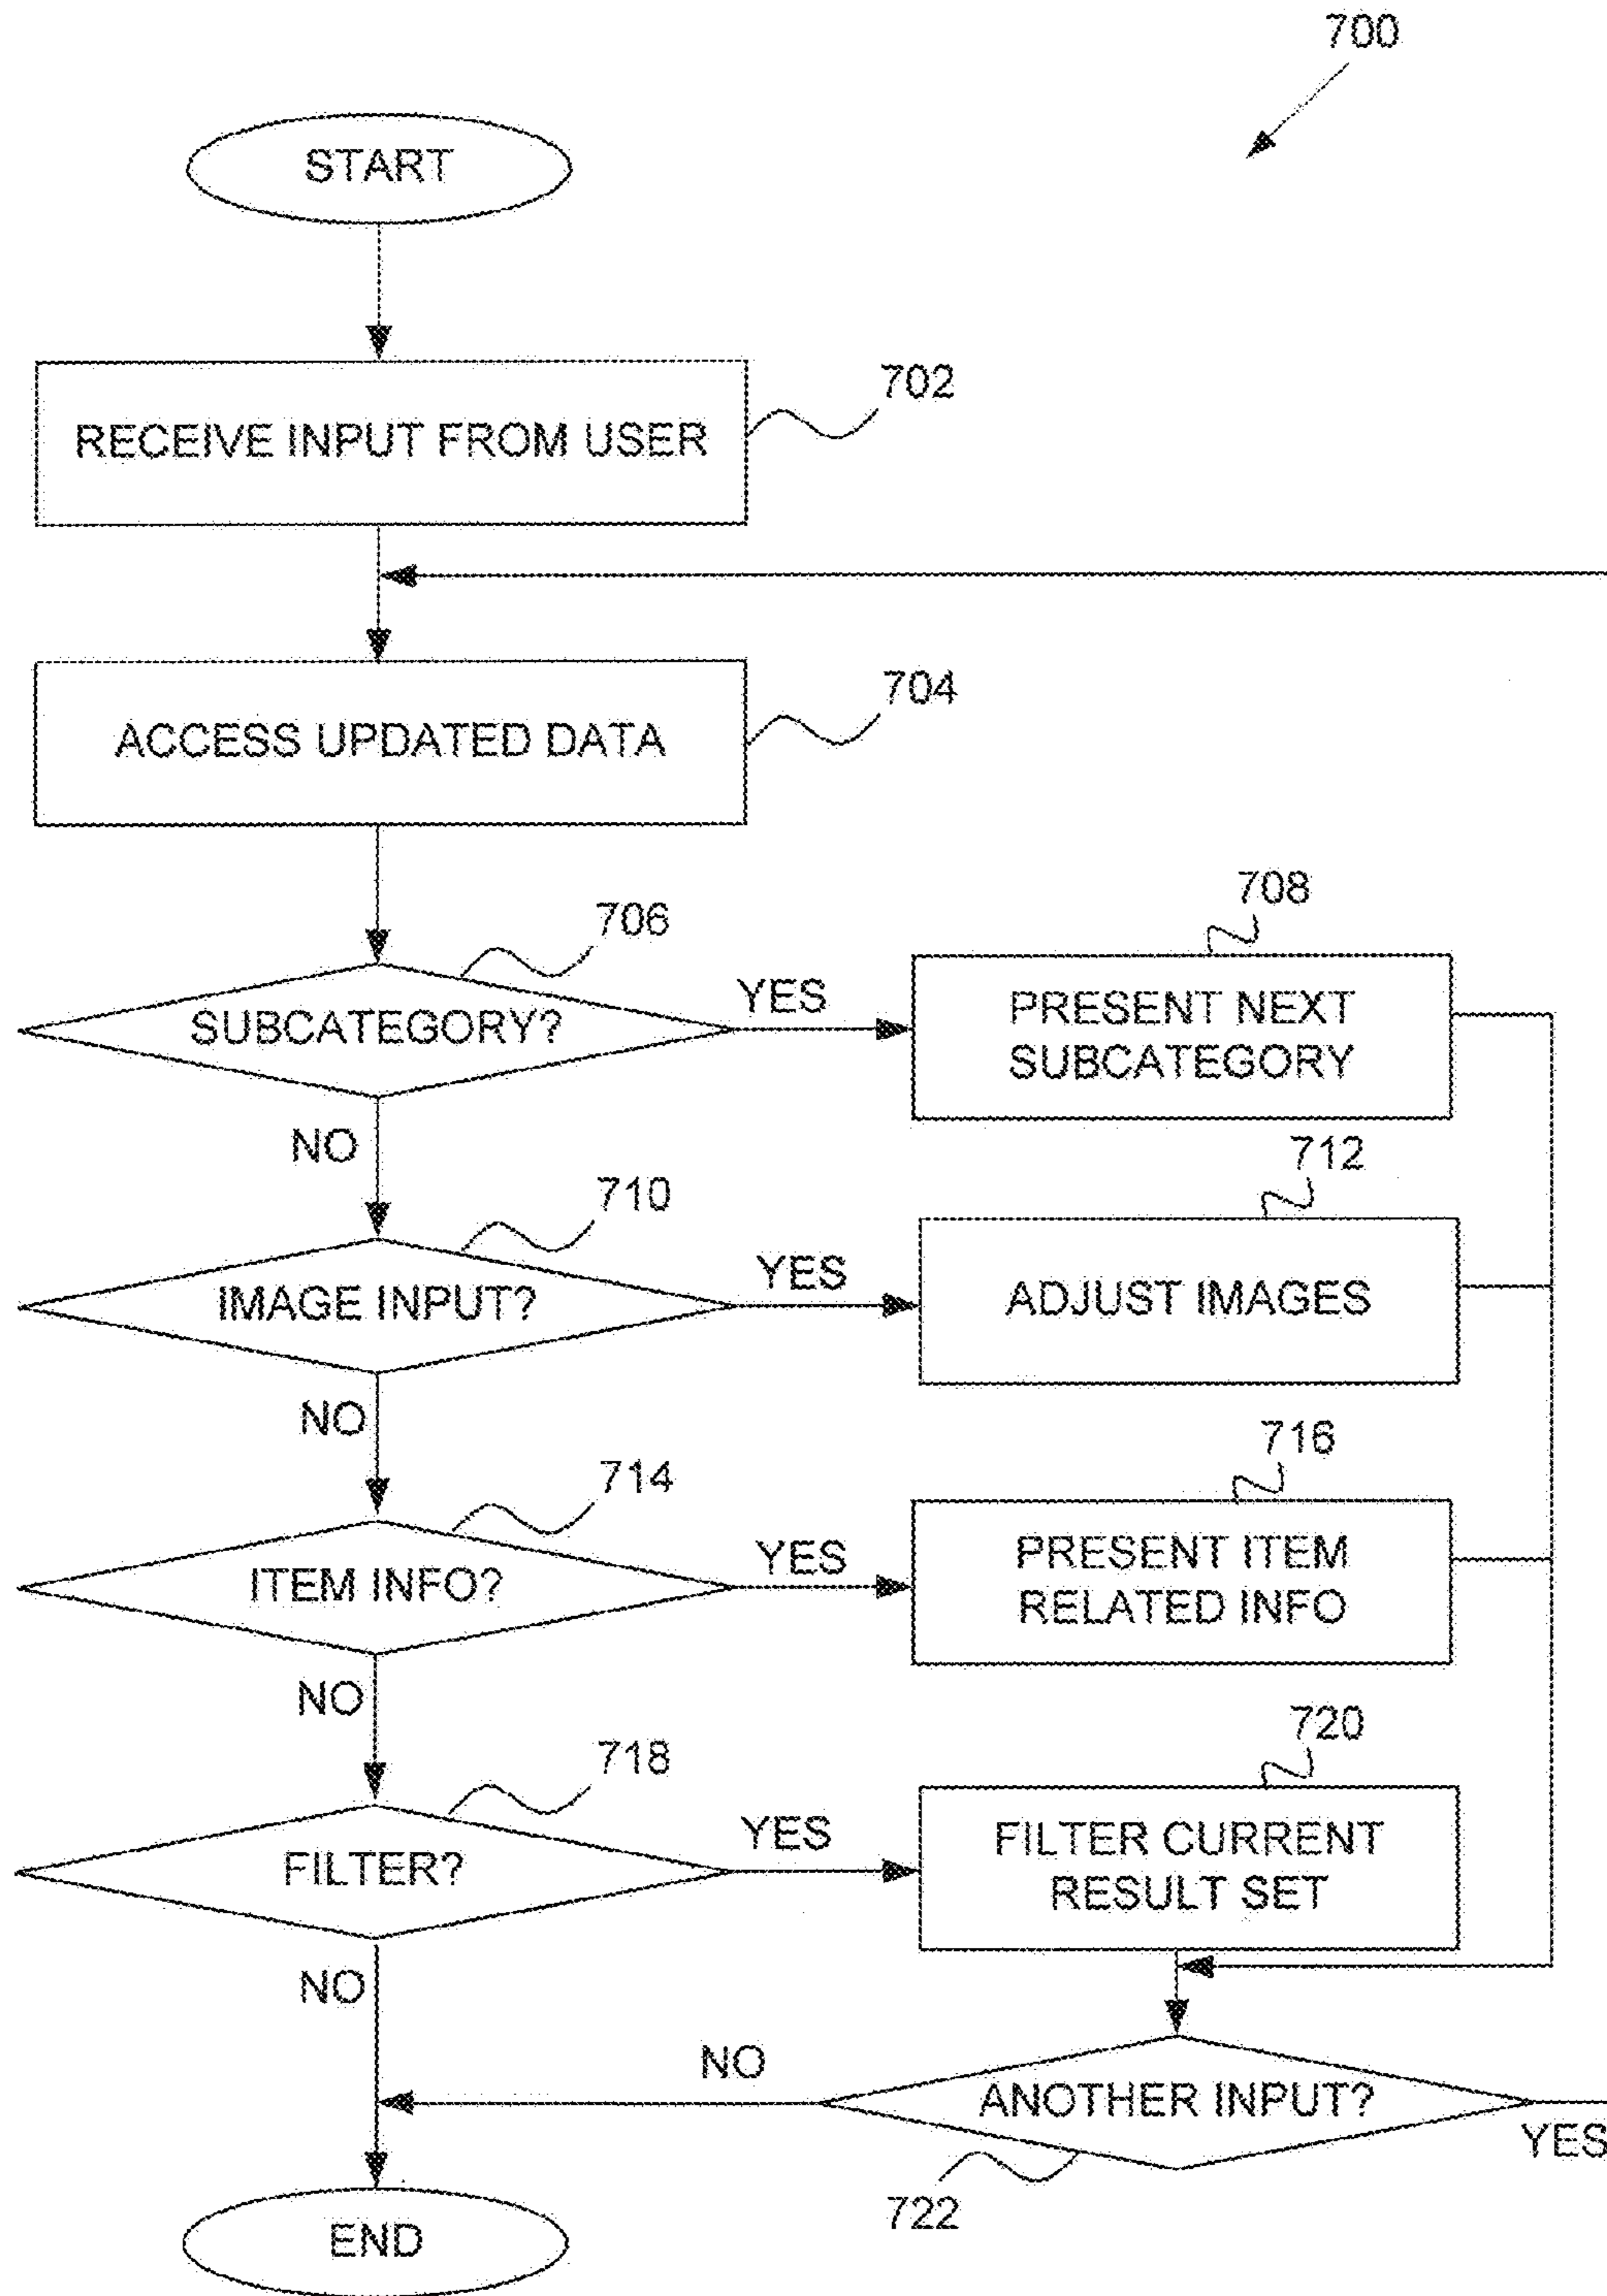 700
START
702
RECEIVE INPUT FROM USER
704
ACCESS UPDATED DATA
706
708
SUBCATEGORY?
YES
PRESENT NEXT
SUBCATEGORY
NO
710
712
IMAGE INPUT?
YES
ADJUST IMAGES
NO
714
716
ITEM INFO?
YES
PRESENT ITEM
RELATED INFO
NO
718
720
FILTER?
YES
FILTER CURRENT
RESULT SET
NO
NO
ANOTHER INPUT?
YES
722
END